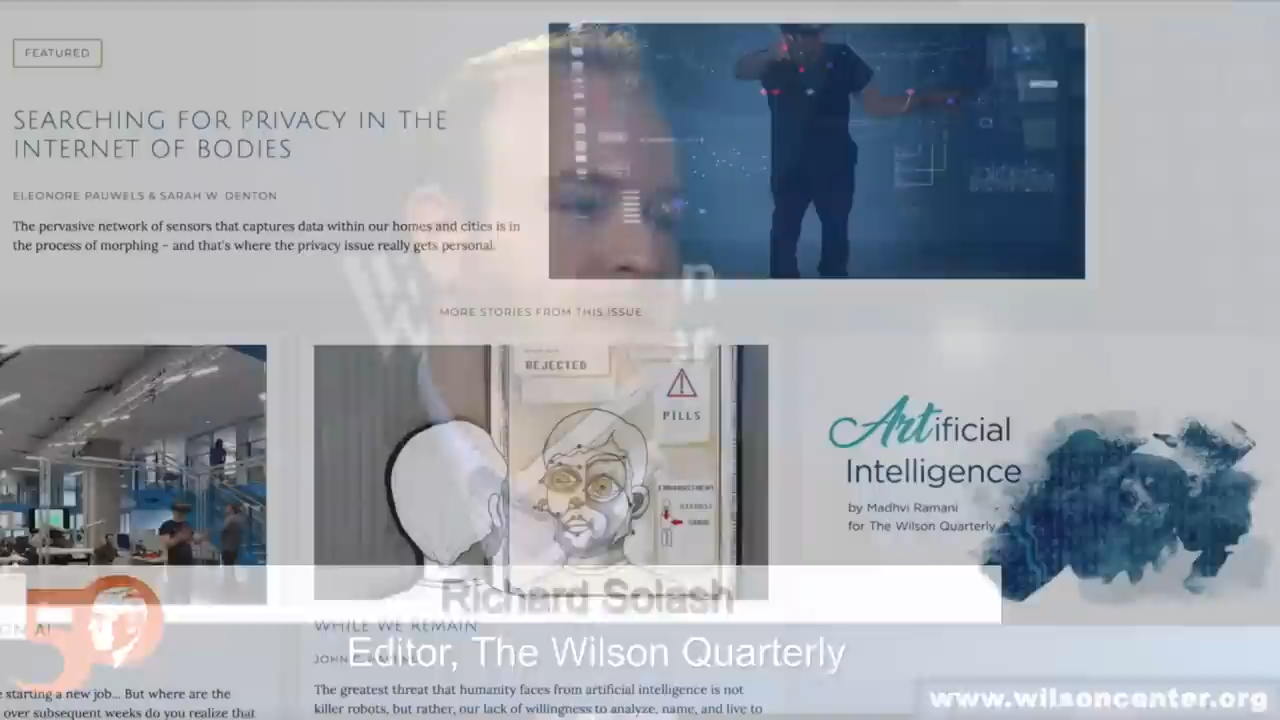 FEATURED
SEARCHING FOR PRIVACY IN THE
INTERNET OF BODIES
ELEONORE PAUWELS & SARAH W. DENTON
The pervasive network of sensors that captures data within our homes and cities is in
the process of morphing – and that's where the privacy issue really gets personal.
MORE STORIES FROM THIS ISSUE
REJECTED
PILLS
Artificial
Intelligence
by Madhvi Ramani
for The Wilson Quarterly
Richard Solash
WHILE WE REMAIN
Editor, The Wilson Quarterly
starting a new job... But where are the
over subsequent weeks do you realize that
The greatest threat that humanity faces from artificial intelligence is not
killer robots, but rather, our lack of willingness to analyze, name, and live to
www.wilsoncenter.org